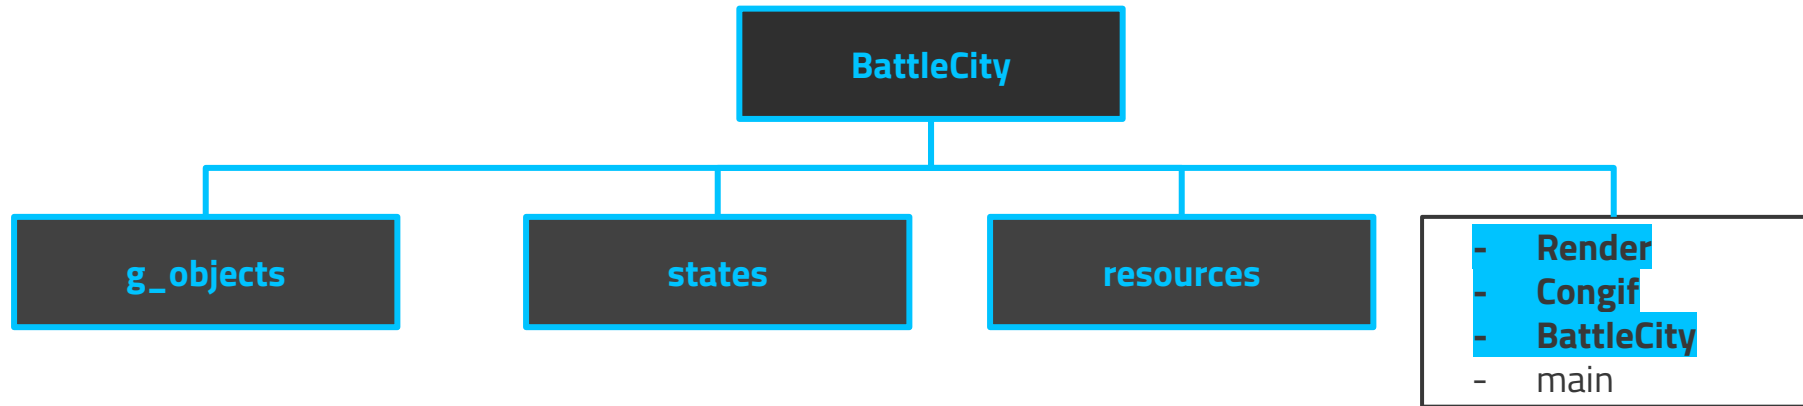 BattleCity
g_objects
states
resources
- Render
- Congif
- BattleCity
- main